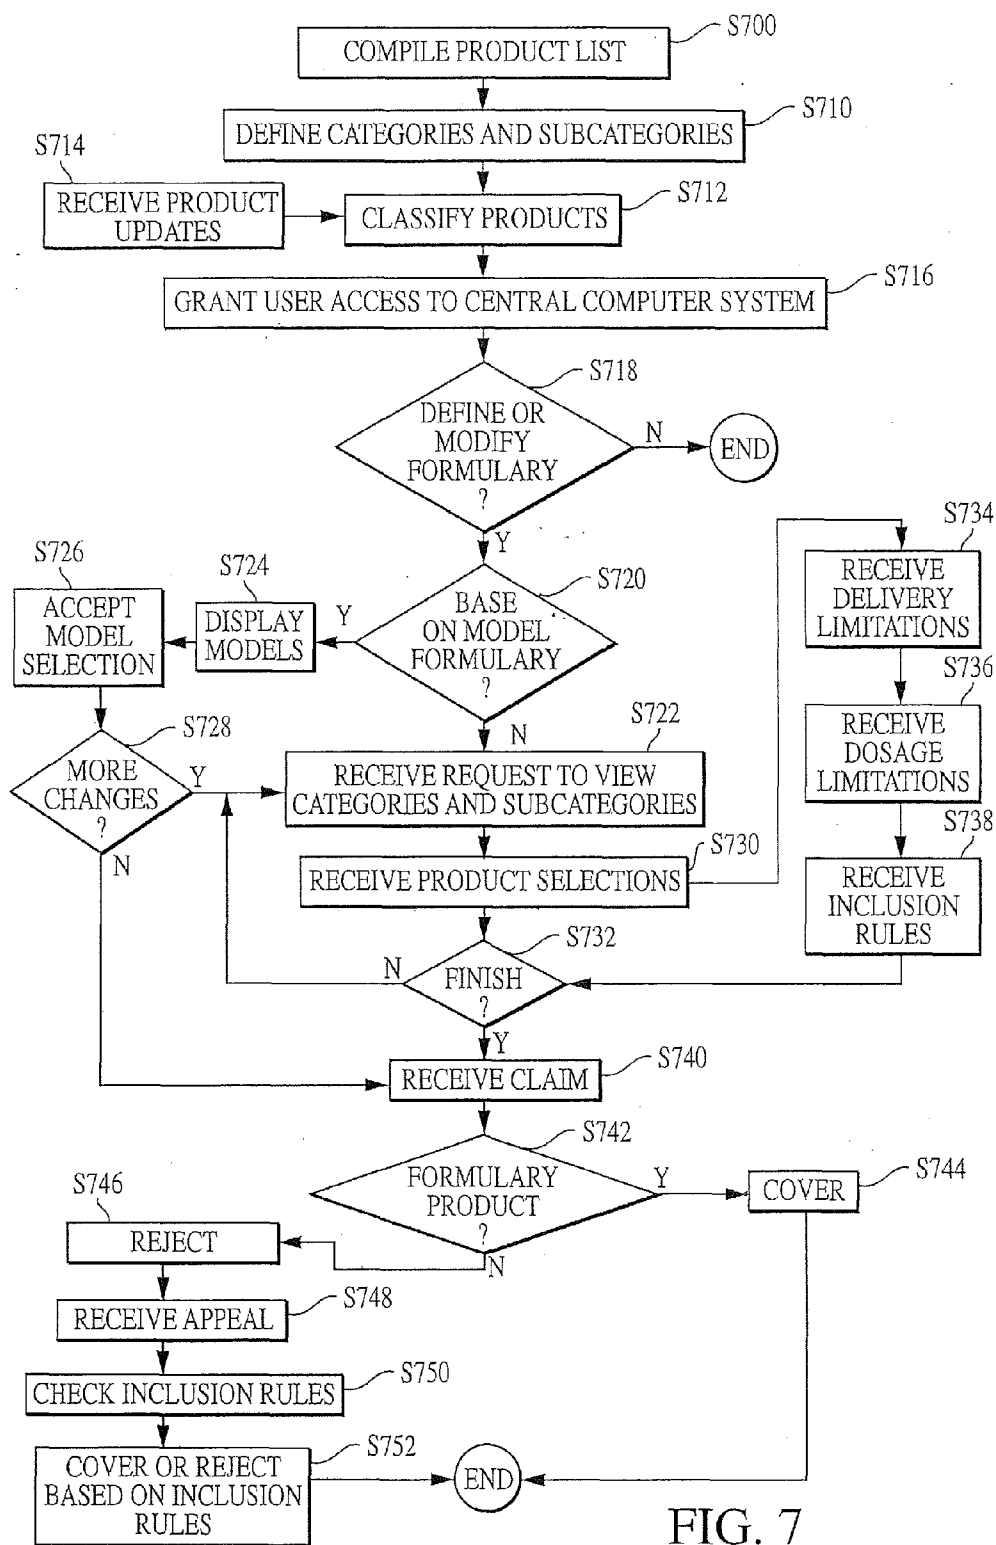 S700
COMPILE PRODUCT LIST
S710
DEFINE CATEGORIES AND SUBCATEGORIES
S714
RECEIVE PRODUCT
UPDATES
S712
CLASSIFY PRODUCTS
S716
GRANT USER ACCESS TO CENTRAL COMPUTER SYSTEM
S718
DEFINE OR
MODIFY
FORMULARY
?
N
END
Y
S720
BASE
ON MODEL
FORMULARY
?
Y
N
S724
DISPLAY
MODELS
S726
ACCEPT
MODEL
SELECTION
S728
MORE
CHANGES
?
Y
N
S722
RECEIVE REQUEST TO VIEW
CATEGORIES AND SUBCATEGORIES
S730
RECEIVE PRODUCT SELECTIONS
S734
RECEIVE
DELIVERY
LIMITATIONS
S736
RECEIVE
DOSAGE
LIMITATIONS
S738
RECEIVE
INCLUSION
RULES
S732
FINISH
?
N
Y
S740
RECEIVE CLAIM
S742
FORMULARY
PRODUCT
?
Y
N
S744
COVER
S746
REJECT
S748
RECEIVE APPEAL
S750
CHECK INCLUSION RULES
S752
COVER OR REJECT
BASED ON INCLUSION
RULES
END
FIG. 7